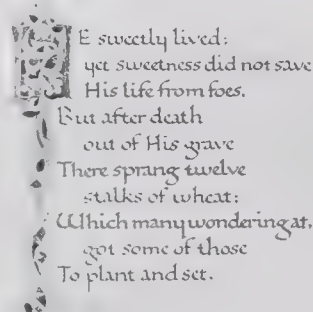 HE sweetly lived:
yet sweetness did not save
His life from foes.
But after death
out of His grave
There sprang twelve
stalks of wheat:
Which many wondering at,
got some of those
To plant and set.